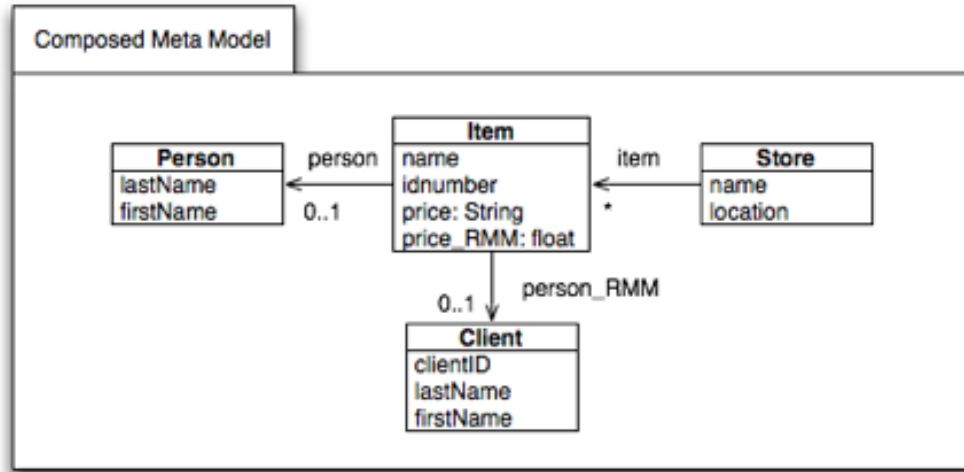 Composed Meta Model
Person
lastName
firstName
person
0..1
Item
name
idnumber
price: String
price_RMM: float
item
*
Store
name
location
person_RMM
0..1
Client
clientID
lastName
firstName